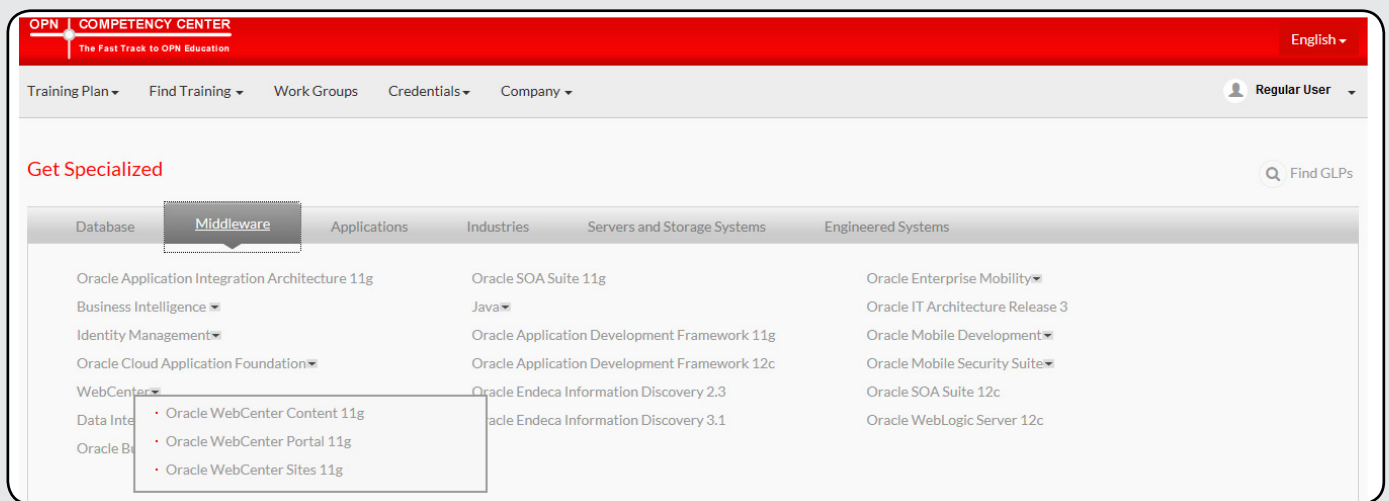 OPN COMPETENCY CENTER
The Fast Track to OPN Education
English
Training Plan Find Training Work Groups Credentials Company Regular User
Get Specialized
Find GLPs
Database Middleware Applications Industries Servers and Storage Systems Engineered Systems
Oracle Application Integration Architecture 11g Oracle SOA Suite 11g Oracle Enterprise Mobility
Business Intelligence Java Oracle IT Architecture Release 3
Identity Management Oracle Application Development Framework 11g Oracle Mobile Development
Oracle Cloud Application Foundation Oracle Application Development Framework 12c Oracle Mobile Security Suite
WebCenter Oracle Endeca Information Discovery 2.3 Oracle SOA Suite 12c
Data Inte Endeca Information Discovery 3.1 Oracle WebLogic Server 12c
Oracle
· Oracle WebCenter Content 11g
· Oracle WebCenter Portal 11g
· Oracle WebCenter Sites 11g